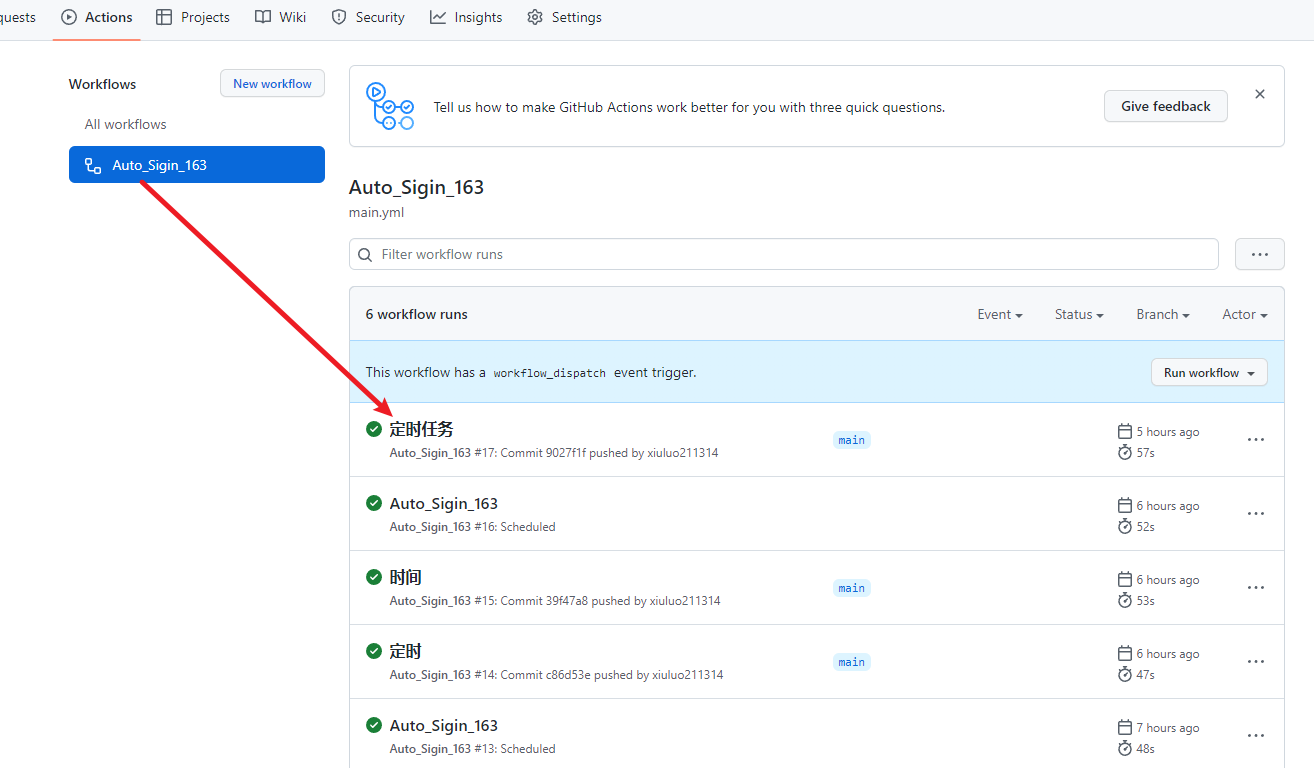 quests Actions Projects Wiki Security Insights Settings
Workflows
New workflow
All workflows
Auto_Sigin_163
Tell us how to make GitHub Actions work better for you with three quick questions.
Give feedback
Auto_Sigin_163
main.yml
Filter workflow runs
6 workflow runs Event Status Branch Actor
This workflow has a workflow_dispatch event trigger. Run workflow
定时任务
Auto_Sigin_163 #17: Commit 9027f1f pushed by xiuluo211314
main
5 hours ago
57s
Auto_Sigin_163
Auto_Sigin_163 #16: Scheduled
6 hours ago
52s
时间
Auto_Sigin_163 #15: Commit 39f47a8 pushed by xiuluo211314
main
6 hours ago
53s
定时
Auto_Sigin_163 #14: Commit c86d53e pushed by xiuluo211314
main
6 hours ago
47s
Auto_Sigin_163
Auto_Sigin_163 #13: Scheduled
7 hours ago
48s